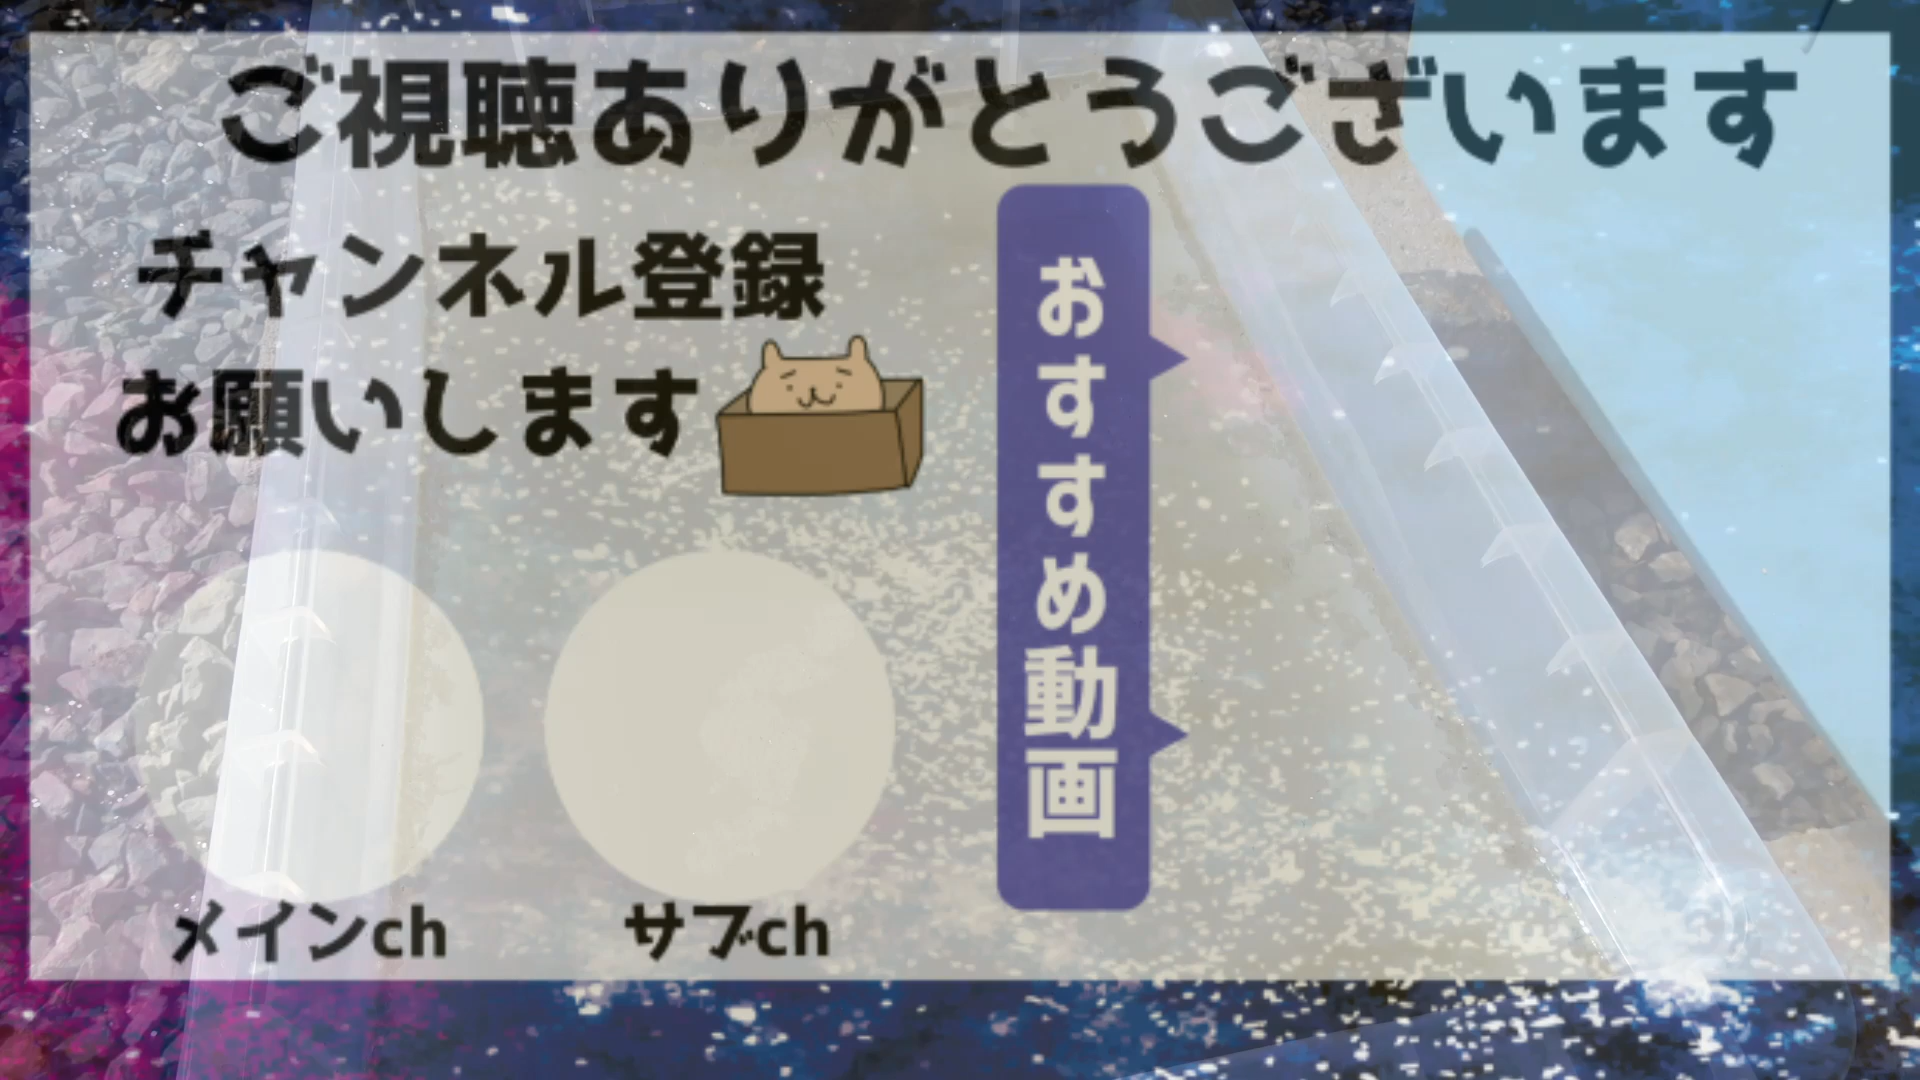 ご視聴ありがとうございます
チャンネル登録
お願いします
おすすめ動画
メインch
サブch